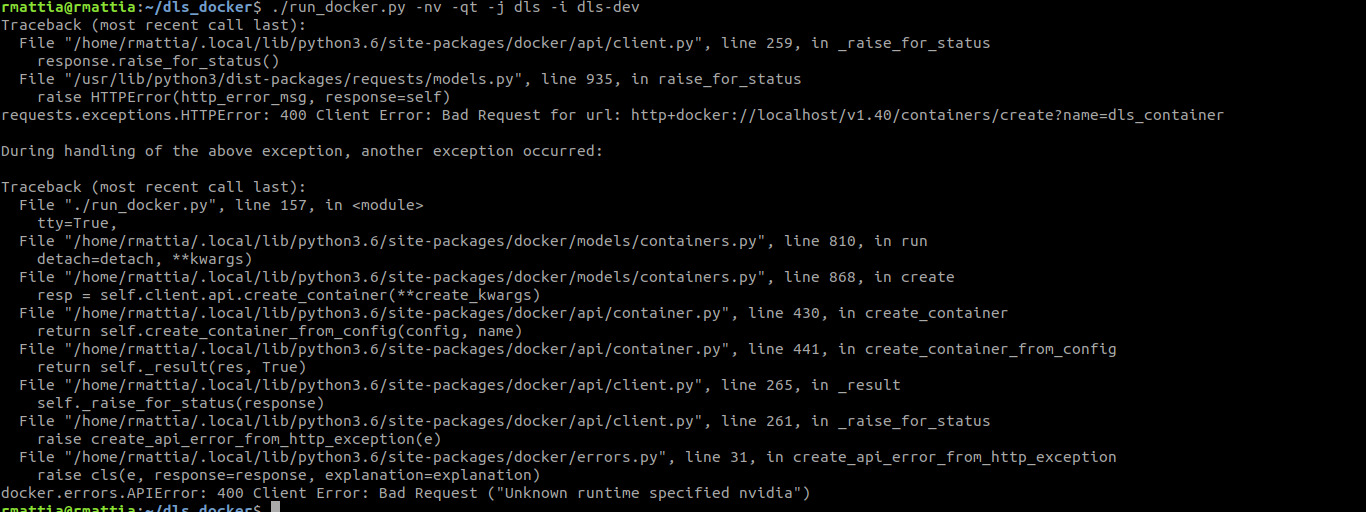 rmattia@rmattia:~/dls_docker$ ./run_docker.py -nv -qt -j dls -i dls-dev
Traceback (most recent call last):
  File "/home/rmattia/.local/lib/python3.6/site-packages/docker/api/client.py", line 259, in _raise_for_status
    response.raise_for_status()
  File "/usr/lib/python3/dist-packages/requests/models.py", line 935, in raise_for_status
    raise HTTPError(http_error_msg, response=self)
requests.exceptions.HTTPError: 400 Client Error: Bad Request for url: http+docker://localhost/v1.40/containers/create?name=dls_container

During handling of the above exception, another exception occurred:

Traceback (most recent call last):
  File "./run_docker.py", line 157, in <module>
    tty=True,
  File "/home/rmattia/.local/lib/python3.6/site-packages/docker/models/containers.py", line 810, in run
    detach=detach, **kwargs)
  File "/home/rmattia/.local/lib/python3.6/site-packages/docker/models/containers.py", line 868, in create
    resp = self.client.api.create_container(**create_kwargs)
  File "/home/rmattia/.local/lib/python3.6/site-packages/docker/api/container.py", line 430, in create_container
    return self.create_container_from_config(config, name)
  File "/home/rmattia/.local/lib/python3.6/site-packages/docker/api/container.py", line 441, in create_container_from_config
    return self._result(res, True)
  File "/home/rmattia/.local/lib/python3.6/site-packages/docker/api/client.py", line 265, in _result
    self._raise_for_status(response)
  File "/home/rmattia/.local/lib/python3.6/site-packages/docker/api/client.py", line 261, in _raise_for_status
    raise create_api_error_from_http_exception(e)
  File "/home/rmattia/.local/lib/python3.6/site-packages/docker/errors.py", line 31, in create_api_error_from_http_exception
    raise cls(e, response=response, explanation=explanation)
docker.errors.APIError: 400 Client Error: Bad Request ("Unknown runtime specified nvidia")
rmattia@rmattia:~/dls_docker$